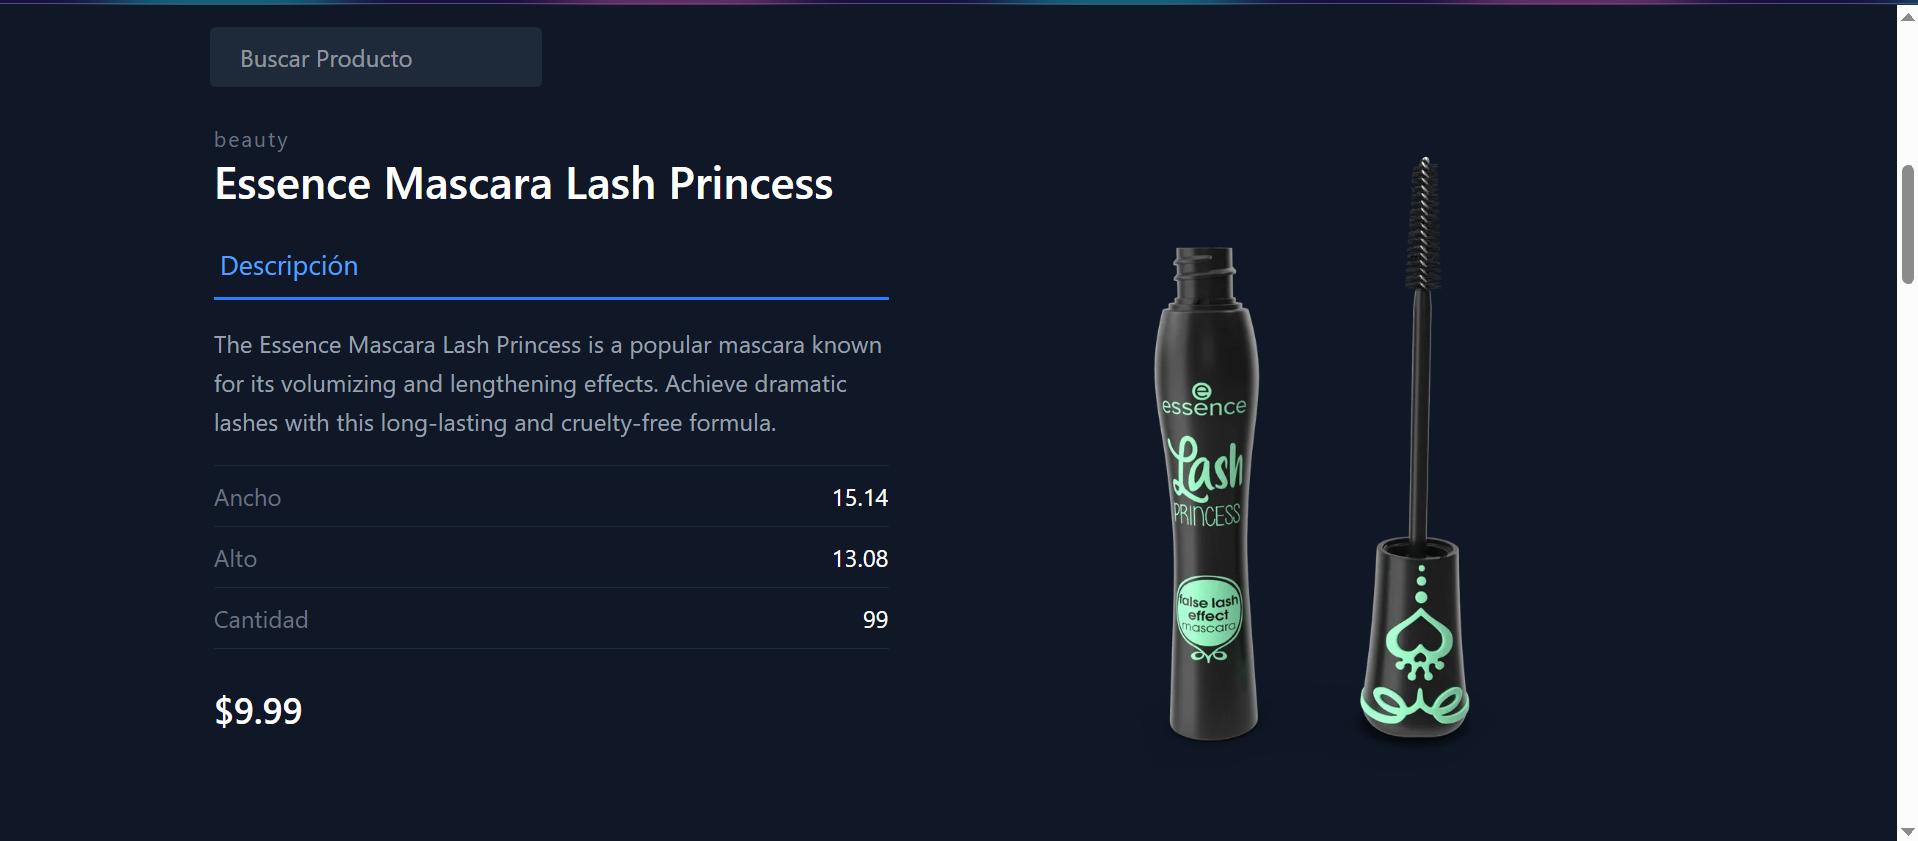 Buscar Producto
beauty
Essence Mascara Lash Princess
Descripción
The Essence Mascara Lash Princess is a popular mascara known
for its volumizing and lengthening effects. Achieve dramatic
lashes with this long-lasting and cruelty-free formula.
Ancho 15.14
Alto 13.08
Cantidad 99
$9.99
e
essence
Lash
PRINCESS
false lash
effect
mascara